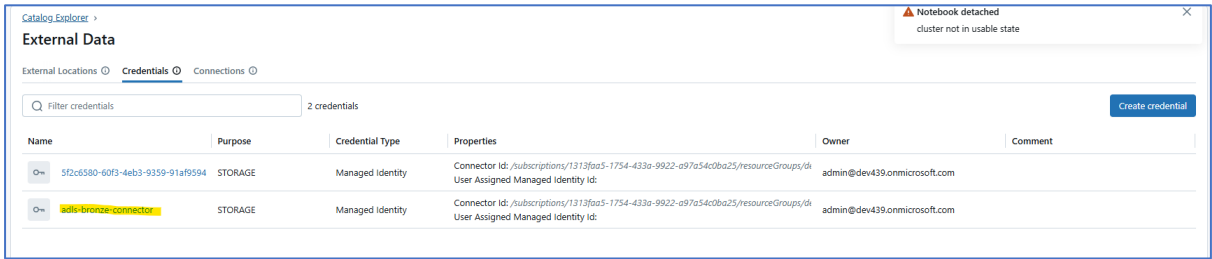 Catalog Explorer >
Notebook detached
cluster not in usable state
External Data
External Locations Credentials Connections
Filter credentials
2 credentials
Create credential
Name Purpose Credential Type Properties Owner Comment
5f2c6580-60f3-4eb3-9359-91af9594 STORAGE Managed Identity Connector Id: /subscriptions/1313faa5-1754-433a-9922-a97a54c0ba25/resourceGroups/de admin@dev439.onmicrosoft.com
User Assigned Managed Identity Id:
adls-bronze-connector STORAGE Managed Identity Connector Id: /subscriptions/1313faa5-1754-433a-9922-a97a54c0ba25/resourceGroups/de admin@dev439.onmicrosoft.com
User Assigned Managed Identity Id: